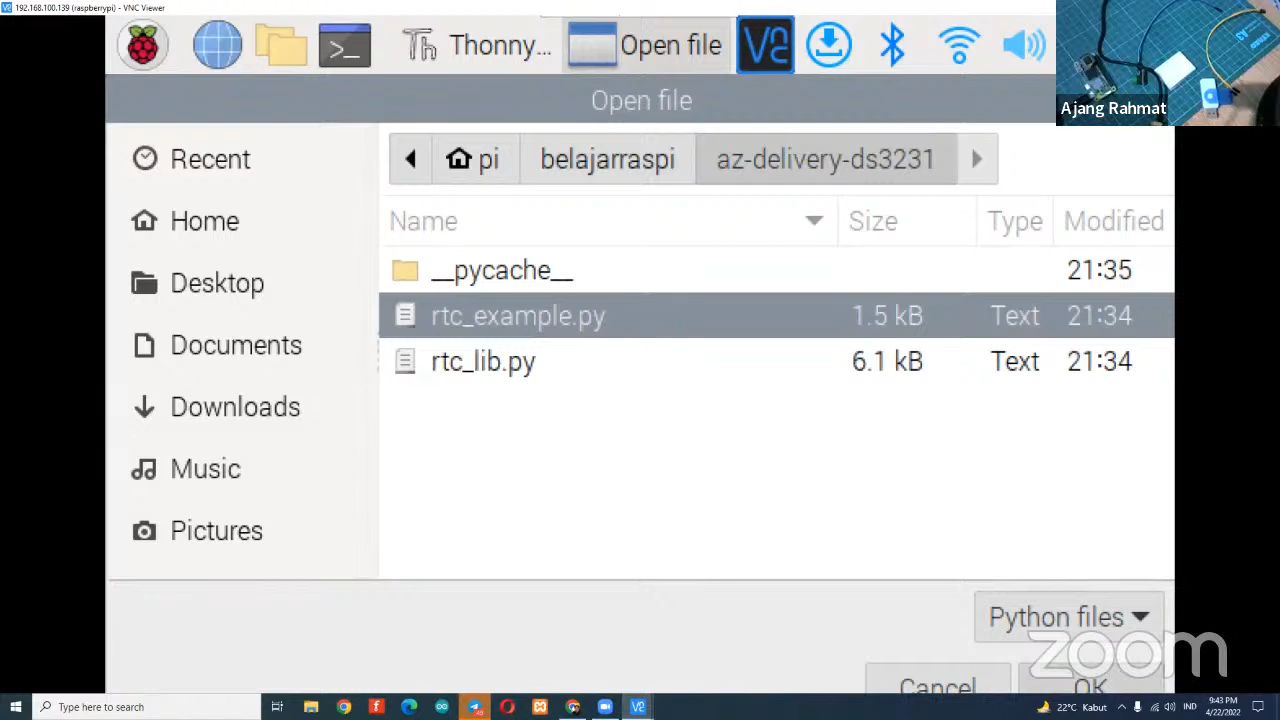 192.168.100.139 (raspberrypi) - VNC Viewer
Thonny... Open file
Ajang Rahmat
Open file
Recent
Home
Desktop
Documents
Downloads
Music
Pictures
pi belajarraspi az-delivery-ds3231
Name Size Type Modified
__pycache__ 21:35
rtc_example.py 1.5 kB Text 21:34
rtc_lib.py 6.1 kB Text 21:34
Python files
Cancel OK
zoom
Type here to search
22°C Kabut IND 9:43 PM
4/22/2022